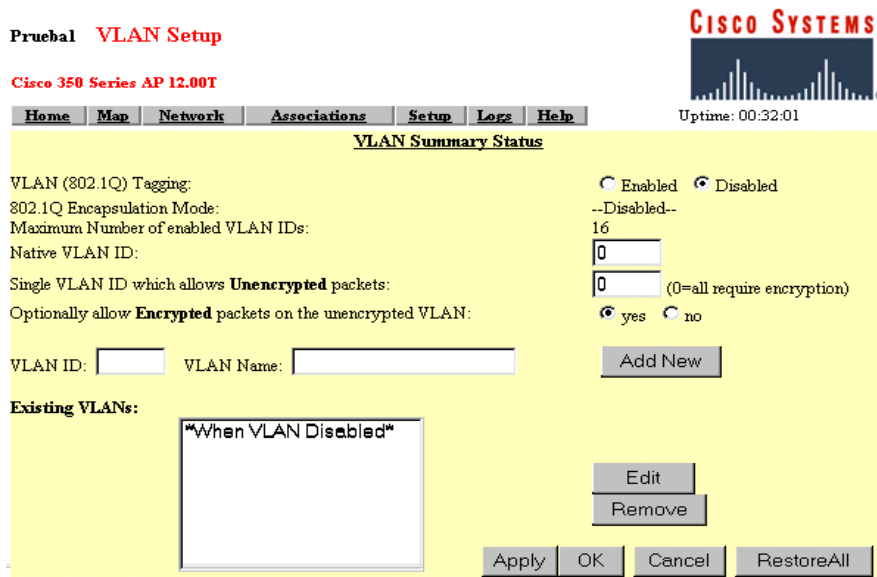 Prueba1 VLAN Setup
CISCO SYSTEMS
Cisco 350 Series AP 12.00T
Home Map Network Associations Setup Logs Help
Uptime: 00:32:01
VLAN Summary Status
VLAN (802.1Q) Tagging: Enabled Disabled
802.1Q Encapsulation Mode: --Disabled--
Maximum Number of enabled VLAN IDs: 16
Native VLAN ID: 0
Single VLAN ID which allows Unencrypted packets: 0 (0=all require encryption)
Optionally allow Encrypted packets on the unencrypted VLAN: yes no
VLAN ID: VLAN Name: Add New
Existing VLANs:
*When VLAN Disabled*
Edit
Remove
Apply OK Cancel RestoreAll